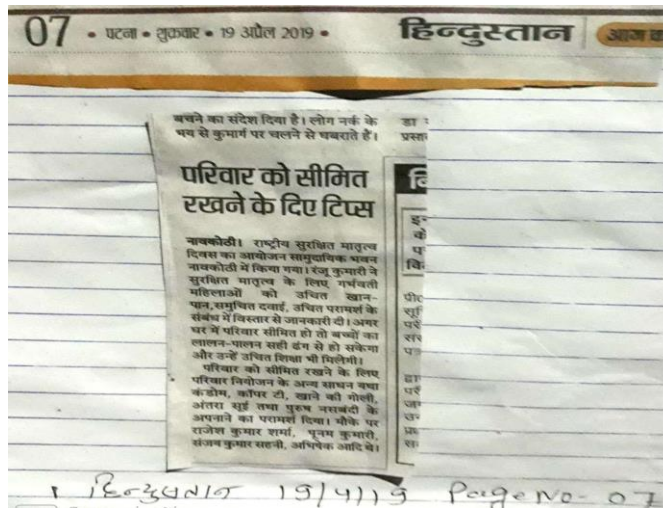 07 • पटना • शुक्रवार • 19 अप्रैल 2019 • हिन्दुस्तान
बचने का संदेश दिया है। लोग नर्क के
भय से कुमार्ग पर चलने से घबराते हैं।
डा
प्रसा
परिवार को सीमित
रखने के दिए टिप्स
नावकोठी। राष्ट्रीय सुरक्षित मातृत्व
दिवस का आयोजन सामुदायिक भवन
नावकोठी में किया गया। रंजू कुमारी ने
सुरक्षित मातृत्व के लिए गर्भवती
महिलाओं को उचित खान-
पान,समुचित दवाई, उचित परामर्श के
संबंध में विस्तार से जानकारी दी। अगर
घर में परिवार सीमित हो तो बच्चों का
लालन-पालन सही ढंग से हो सकेगा
और उन्हें उचित शिक्षा भी मिलेगी।
परिवार को सीमित रखने के लिए
परिवार नियोजन के अन्य साधन यथा
कंडोम, कॉपर टी, खाने की गोली,
अंतरा सुई तथा पुरुष नसबंदी के
अपनाने का परामर्श दिया। मौके पर
राजेश कुमार शर्मा, पूनम कुमारी,
संजय कुमार सहनी, अभिषेक आदि थे।
हिन्दुस्तान 19/4/19 Page No- 07